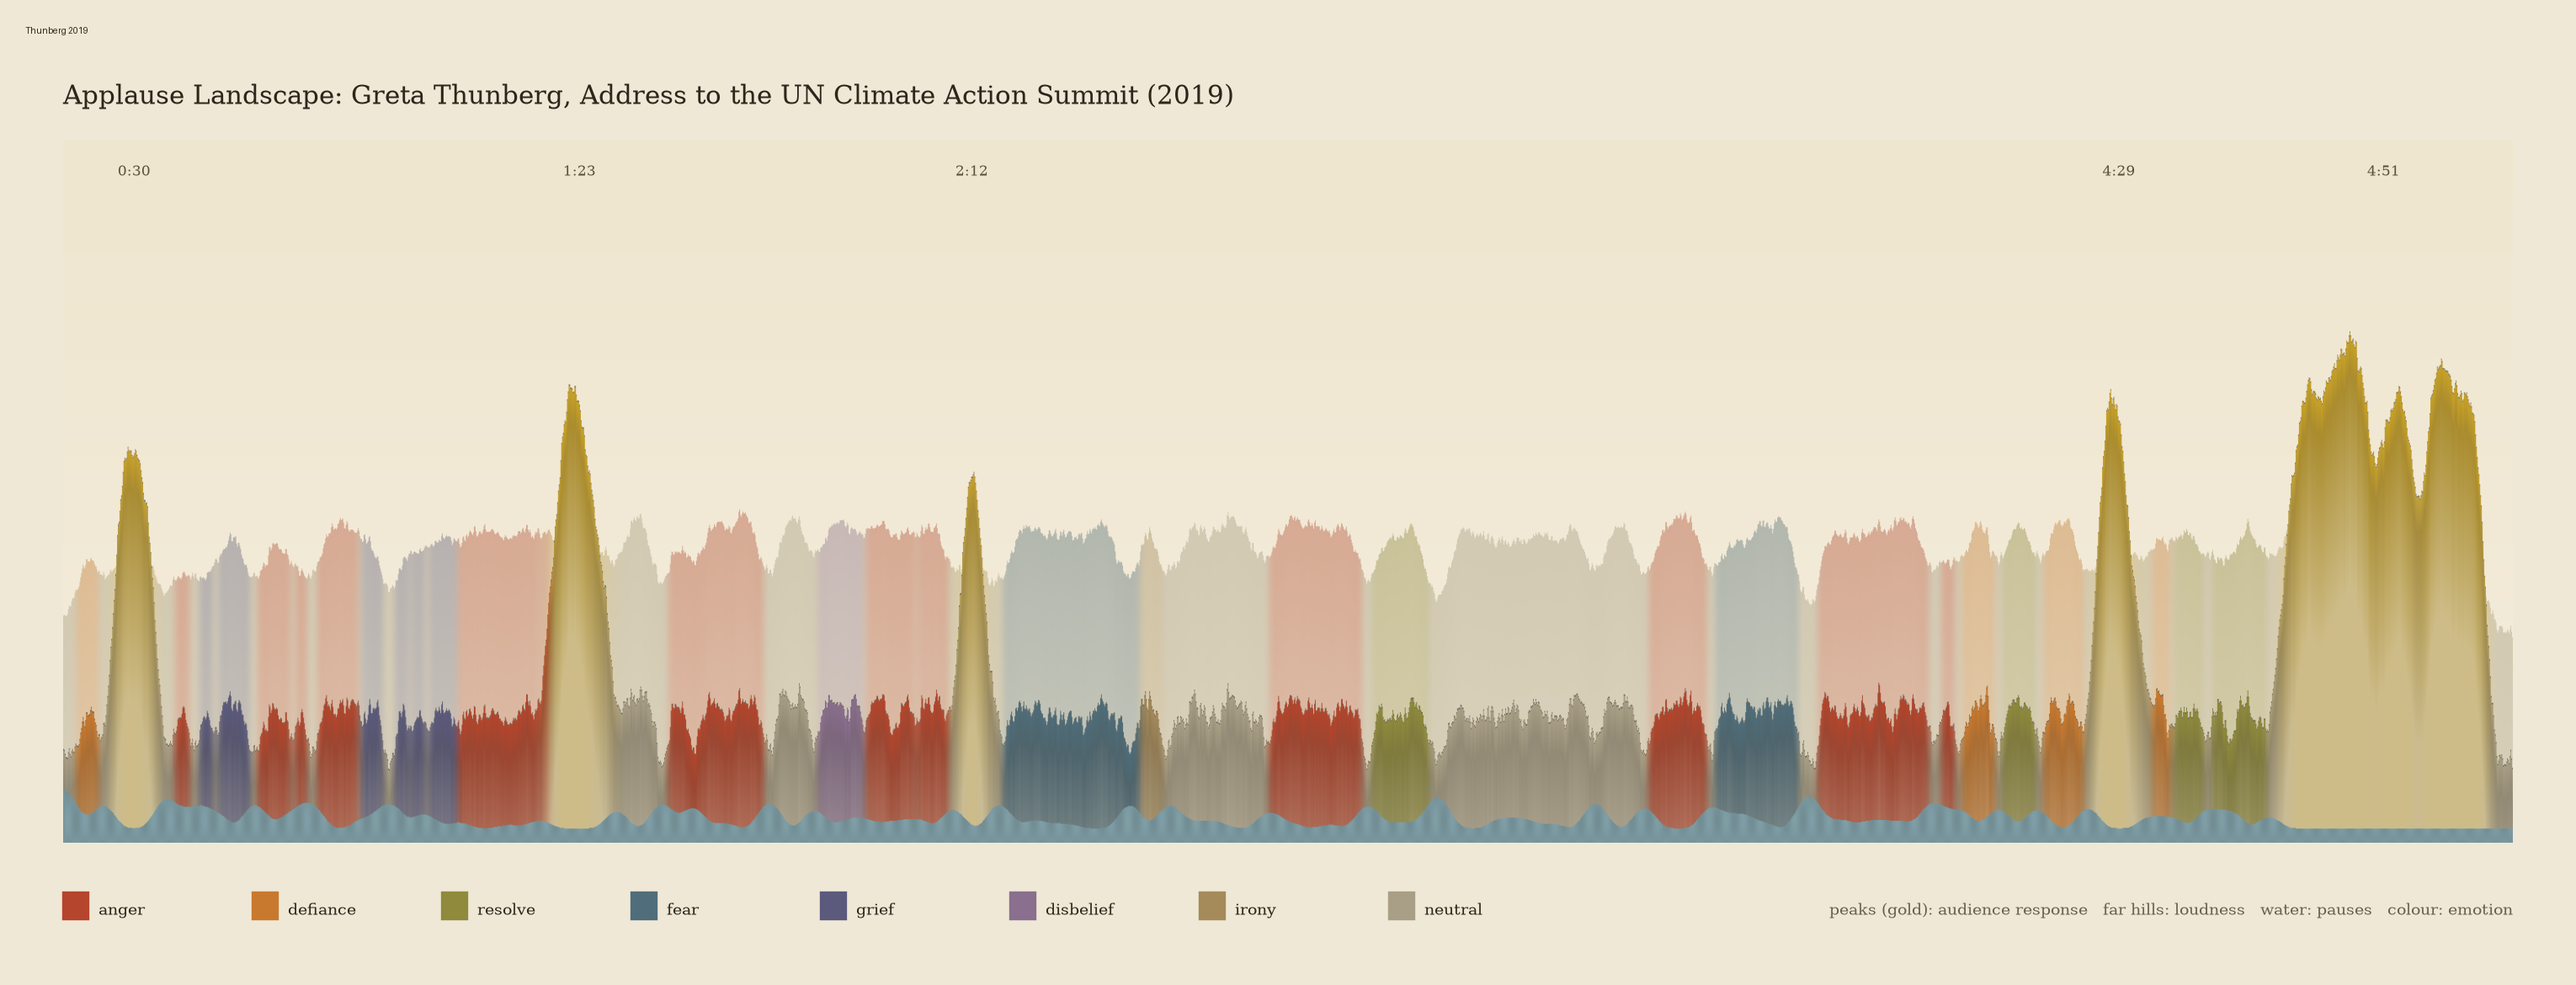 Thunberg 2019
Applause Landscape: Greta Thunberg, Address to the UN Climate Action Summit (2019)
0:30 1:23 2:12 4:29 4:51
anger defiance resolve fear grief disbelief irony neutral peaks (gold): audience response far hills: loudness water: pauses colour: emotion